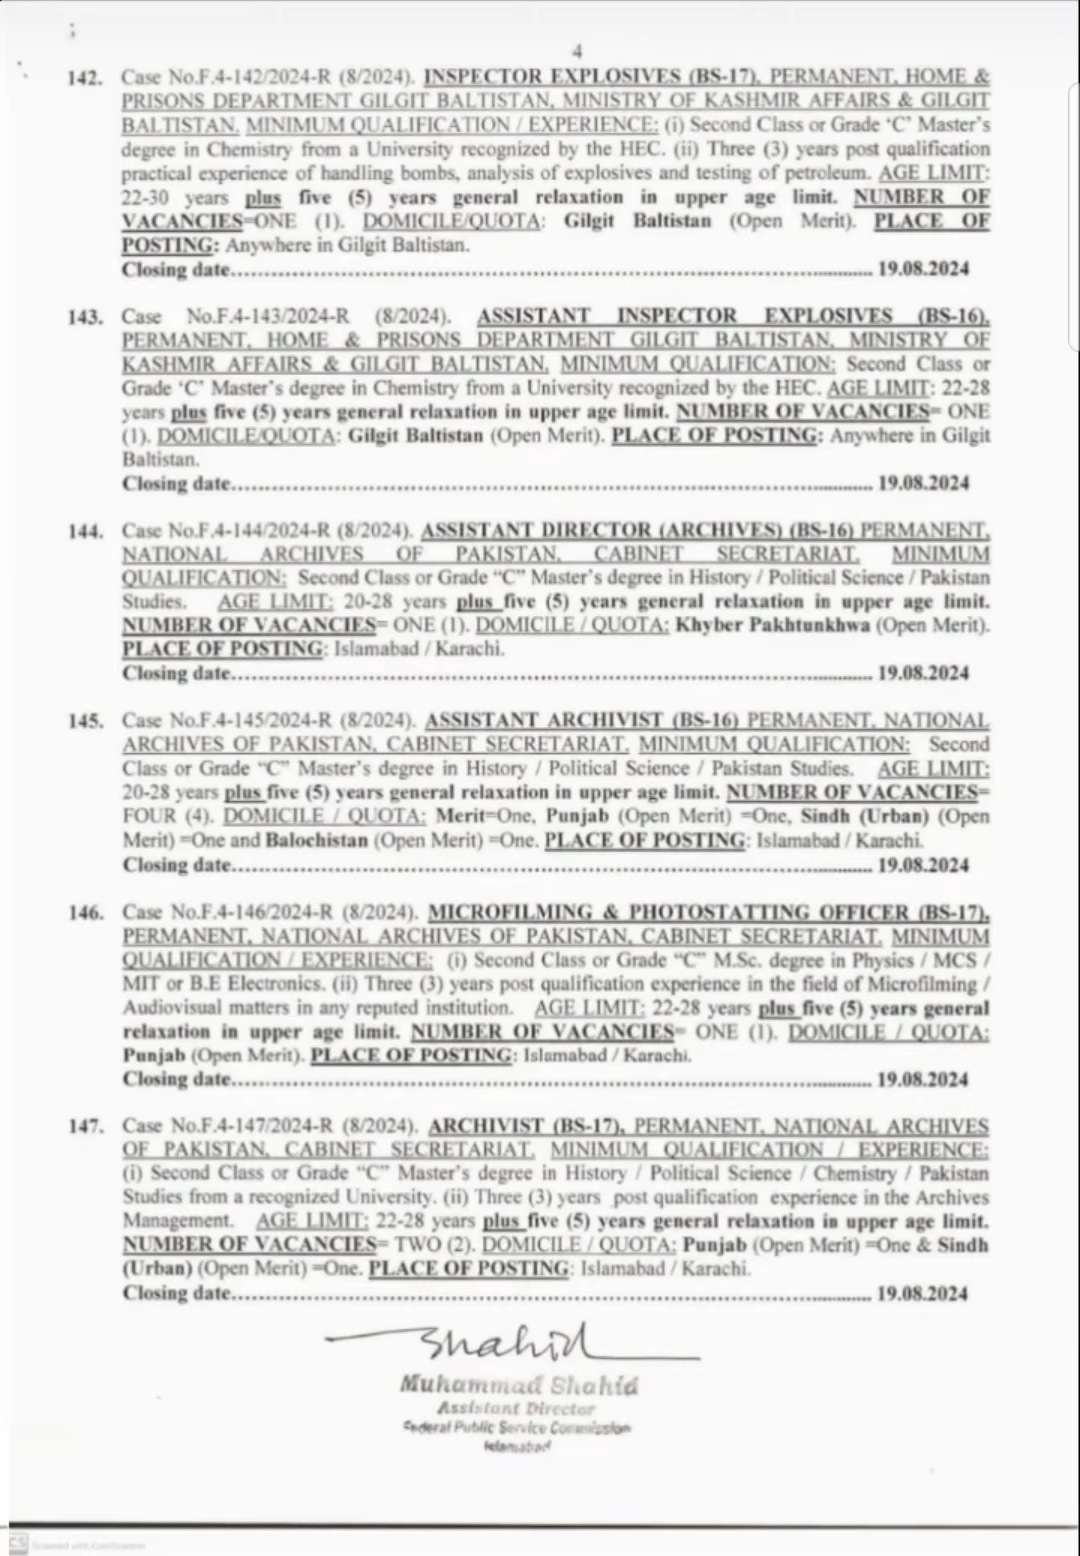 4
142. Case No.F.4-142/2024-R (8/2024). INSPECTOR EXPLOSIVES (BS-17), PERMANENT, HOME &
PRISONS DEPARTMENT GILGIT BALTISTAN, MINISTRY OF KASHMIR AFFAIRS & GILGIT
BALTISTAN. MINIMUM QUALIFICATION / EXPERIENCE: (i) Second Class or Grade ‘C’ Master’s
degree in Chemistry from a University recognized by the HEC. (ii) Three (3) years post qualification
practical experience of handling bombs, analysis of explosives and testing of petroleum. AGE LIMIT:
22-30 years plus five (5) years general relaxation in upper age limit. NUMBER OF
VACANCIES=ONE (1). DOMICILE/QUOTA: Gilgit Baltistan (Open Merit). PLACE OF
POSTING: Anywhere in Gilgit Baltistan.
Closing date.......................................................................................................... 19.08.2024
143. Case No.F.4-143/2024-R (8/2024). ASSISTANT INSPECTOR EXPLOSIVES (BS-16),
PERMANENT, HOME & PRISONS DEPARTMENT GILGIT BALTISTAN, MINISTRY OF
KASHMIR AFFAIRS & GILGIT BALTISTAN. MINIMUM QUALIFICATION: Second Class or
Grade ‘C’ Master’s degree in Chemistry from a University recognized by the HEC. AGE LIMIT: 22-28
years plus five (5) years general relaxation in upper age limit. NUMBER OF VACANCIES= ONE
(1). DOMICILE/QUOTA: Gilgit Baltistan (Open Merit). PLACE OF POSTING: Anywhere in Gilgit
Baltistan.
Closing date.......................................................................................................... 19.08.2024
144. Case No.F.4-144/2024-R (8/2024). ASSISTANT DIRECTOR (ARCHIVES) (BS-16) PERMANENT,
NATIONAL ARCHIVES OF PAKISTAN, CABINET SECRETARIAT. MINIMUM
QUALIFICATION: Second Class or Grade “C” Master’s degree in History / Political Science / Pakistan
Studies. AGE LIMIT: 20-28 years plus five (5) years general relaxation in upper age limit.
NUMBER OF VACANCIES= ONE (1). DOMICILE / QUOTA: Khyber Pakhtunkhwa (Open Merit).
PLACE OF POSTING: Islamabad / Karachi.
Closing date.......................................................................................................... 19.08.2024
145. Case No.F.4-145/2024-R (8/2024). ASSISTANT ARCHIVIST (BS-16) PERMANENT, NATIONAL
ARCHIVES OF PAKISTAN, CABINET SECRETARIAT. MINIMUM QUALIFICATION: Second
Class or Grade “C” Master’s degree in History / Political Science / Pakistan Studies. AGE LIMIT:
20-28 years plus five (5) years general relaxation in upper age limit. NUMBER OF VACANCIES=
FOUR (4). DOMICILE / QUOTA: Merit=One, Punjab (Open Merit) =One, Sindh (Urban) (Open
Merit) =One and Balochistan (Open Merit) =One. PLACE OF POSTING: Islamabad / Karachi.
Closing date.......................................................................................................... 19.08.2024
146. Case No.F.4-146/2024-R (8/2024). MICROFILMING & PHOTOSTATTING OFFICER (BS-17),
PERMANENT, NATIONAL ARCHIVES OF PAKISTAN, CABINET SECRETARIAT. MINIMUM
QUALIFICATION / EXPERIENCE: (i) Second Class or Grade “C” M.Sc. degree in Physics / MCS /
MIT or B.E Electronics. (ii) Three (3) years post qualification experience in the field of Microfilming /
Audiovisual matters in any reputed institution. AGE LIMIT: 22-28 years plus five (5) years general
relaxation in upper age limit. NUMBER OF VACANCIES= ONE (1). DOMICILE / QUOTA:
Punjab (Open Merit). PLACE OF POSTING: Islamabad / Karachi.
Closing date.......................................................................................................... 19.08.2024
147. Case No.F.4-147/2024-R (8/2024). ARCHIVIST (BS-17), PERMANENT, NATIONAL ARCHIVES
OF PAKISTAN, CABINET SECRETARIAT. MINIMUM QUALIFICATION / EXPERIENCE:
(i) Second Class or Grade “C” Master’s degree in History / Political Science / Chemistry / Pakistan
Studies from a recognized University. (ii) Three (3) years post qualification experience in the Archives
Management. AGE LIMIT: 22-28 years plus five (5) years general relaxation in upper age limit.
NUMBER OF VACANCIES= TWO (2). DOMICILE / QUOTA: Punjab (Open Merit) =One & Sindh
(Urban) (Open Merit) =One. PLACE OF POSTING: Islamabad / Karachi.
Closing date.......................................................................................................... 19.08.2024
Shahid
Muhammad Shahid
Assistant Director
Federal Public Service Commission
Islamabad
CS Scanned with CamScanner